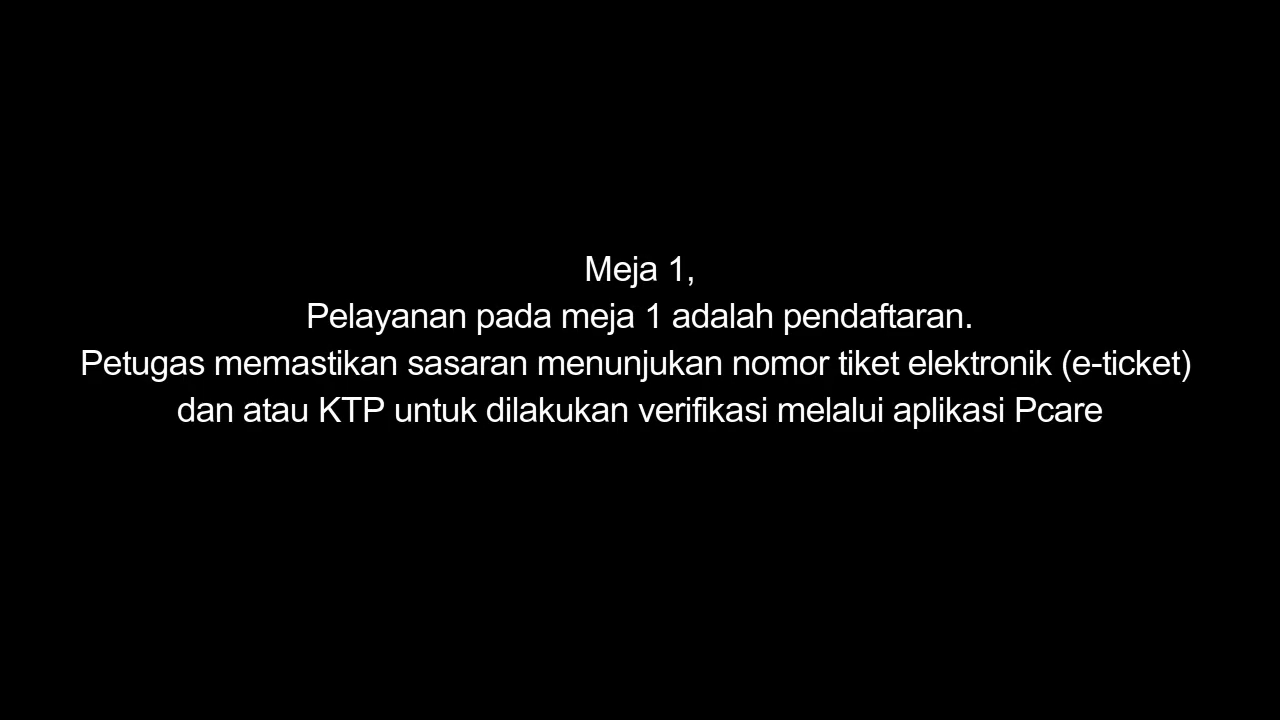 Meja 1,
Pelayanan pada meja 1 adalah pendaftaran.
Petugas memastikan sasaran menunjukan nomor tiket elektronik (e-ticket)
dan atau KTP untuk dilakukan verifikasi melalui aplikasi Pcare